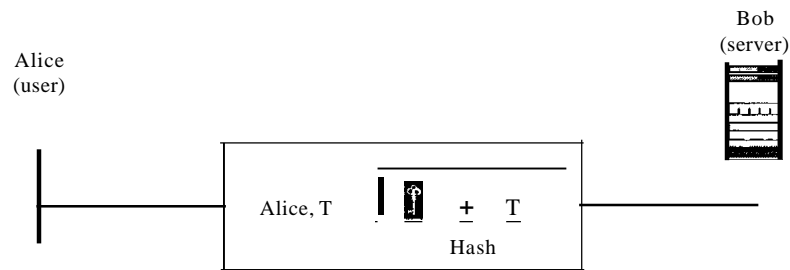 Bob
(server)
Alice
(user)
Alice, T + T
Hash